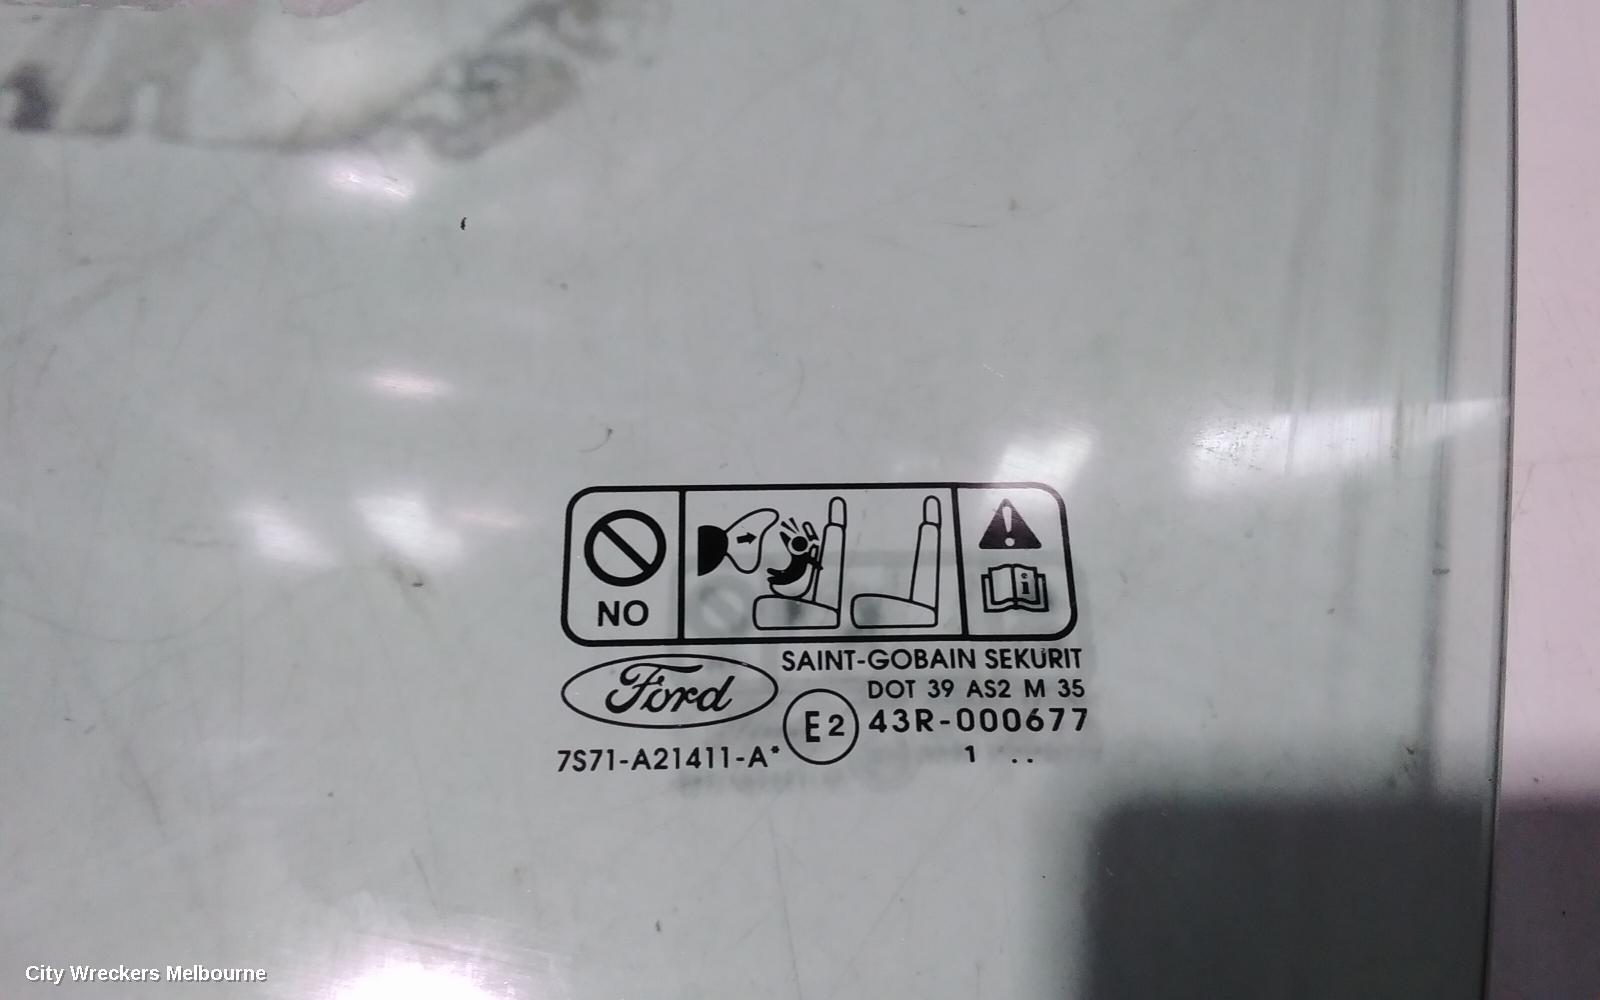 NO
SAINT-GOBAIN SEKURIT
Ford
DOT 39 AS2 M 35
E2
43R-000677
7S71-A21411-A*
1 ..
City Wreckers Melbourne